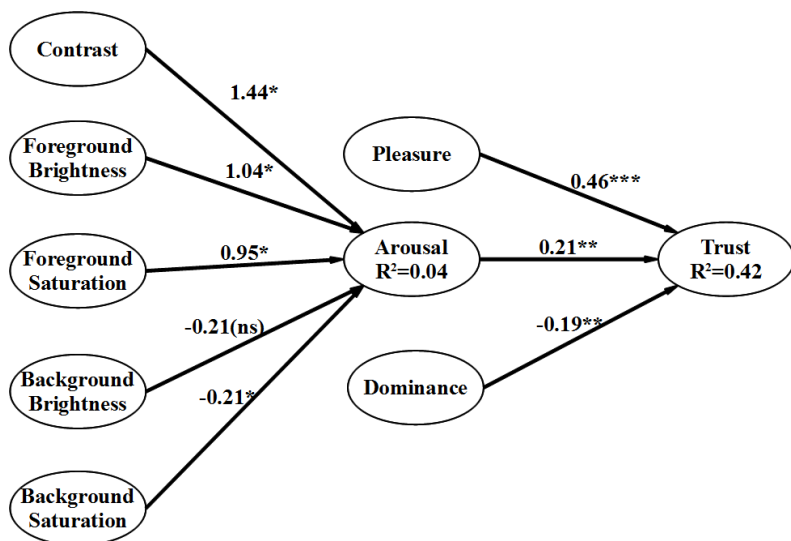 Contrast
1.44*
Foreground
Brightness
1.04*
Pleasure
0.46***
Foreground
Saturation
0.95*
Arousal
R²=0.04
0.21**
Trust
R²=0.42
-0.21(ns)
-0.19**
Background
Brightness
-0.21*
Dominance
Background
Saturation